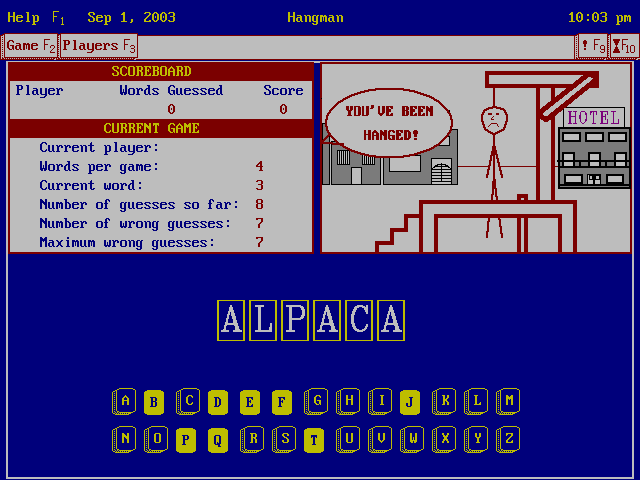 Help F1 Sep 1, 2003 Hangman 10:03 pm
Game F2 Players F3 ! F9 F10
SCOREBOARD
Player Words Guessed Score
0 0
CURRENT GAME
Current player:
Words per game: 4
Current word: 3
Number of guesses so far: 8
Number of wrong guesses: 7
Maximum wrong guesses: 7
YOU'VE BEEN
HANGED!
HOTEL
ALPACA
A B C D E F G H I J K L M
N O P Q R S T U V W X Y Z